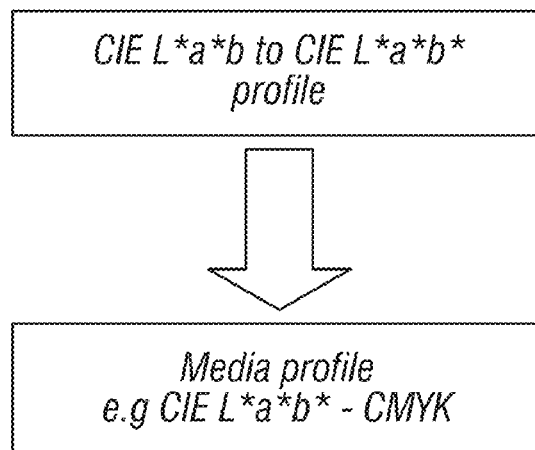 CIE L*a*b to CIE L*a*b*
profile
Media profile
e.g CIE L*a*b* - CMYK